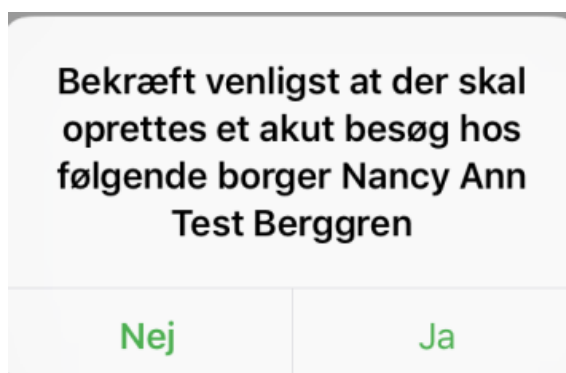 Bekræft venligst at der skal
oprettes et akut besøg hos
følgende borger Nancy Ann
Test Berggren
Nej
Ja